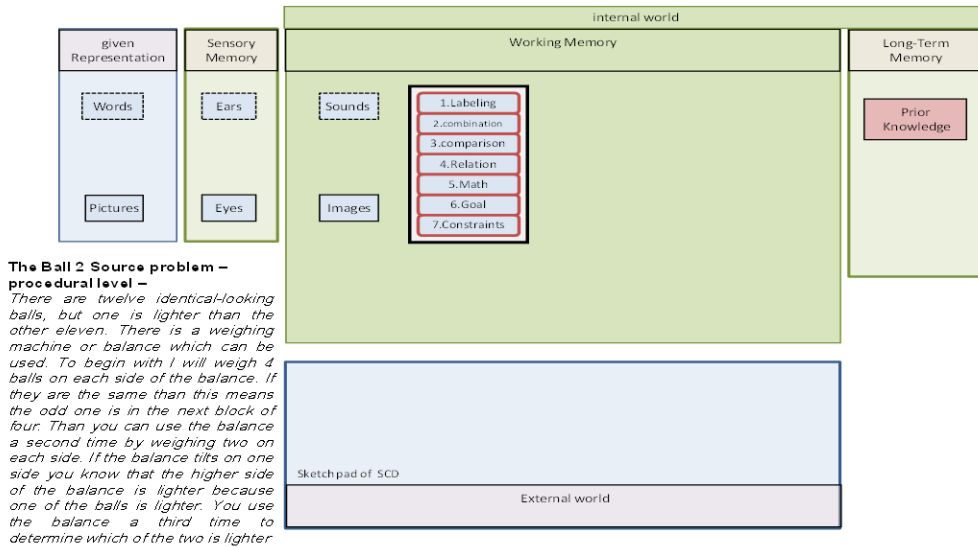 internal world
given
Representation
Sensory
Memory
Working Memory
Long-Term
Memory
Words
Ears
Sounds
1.Labeling
2.combination
3.comparison
4.Relation
5.Math
6.Goal
7.Constraints
Prior
Knowledge
Pictures
Eyes
Images
The Ball 2 Source problem –
procedural level –
There are twelve identical-looking
balls, but one is lighter than the
other eleven. There is a weighing
machine or balance which can be
used. To begin with I will weigh 4
balls on each side of the balance. If
they are the same than this means
the odd one is in the next block of
four. Than you can use the balance
a second time by weighing two on
each side. If the balance tilts on one
side you know that the higher side
of the balance is lighter because
one of the balls is lighter. You use
the balance a third time to
determine which of the two is lighter
Sketchpad of SCD
External world